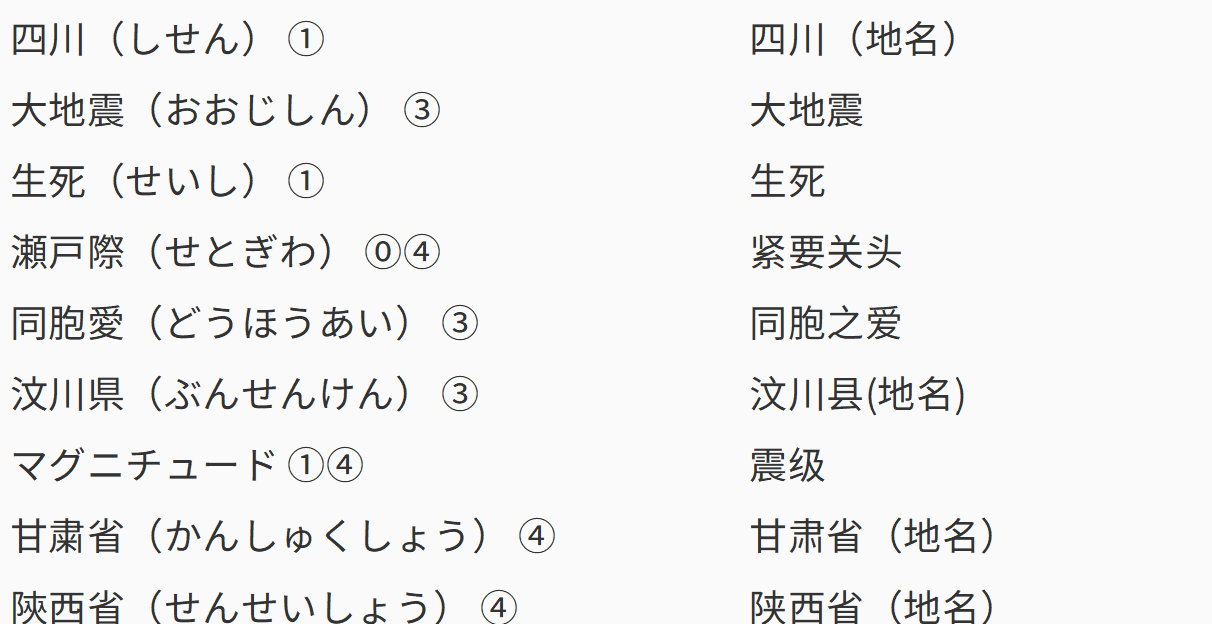 四川（しせん） ① 四川（地名）
大地震（おおじしん） ③ 大地震
生死（せいし） ① 生死
瀬戸際（せとぎわ） ⓪④ 紧要关头
同胞愛（どうほうあい） ③ 同胞之爱
汶川県（ぶんせんけん） ③ 汶川县(地名)
マグニチュード ①④ 震级
甘粛省（かんしゅくしょう） ④ 甘肃省（地名）
陝西省（せんせいしょう） ④ 陕西省（地名）